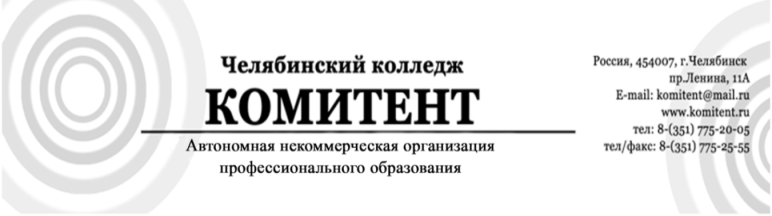 Челябинский колледж
КОМИТЕНТ
Автономная некоммерческая организация
профессионального образования
Россия, 454007, г.Челябинск
пр.Ленина, 11А
E-mail: komitent@mail.ru
www.komitent.ru
тел: 8-(351) 775-20-05
тел/факс: 8-(351) 775-25-55